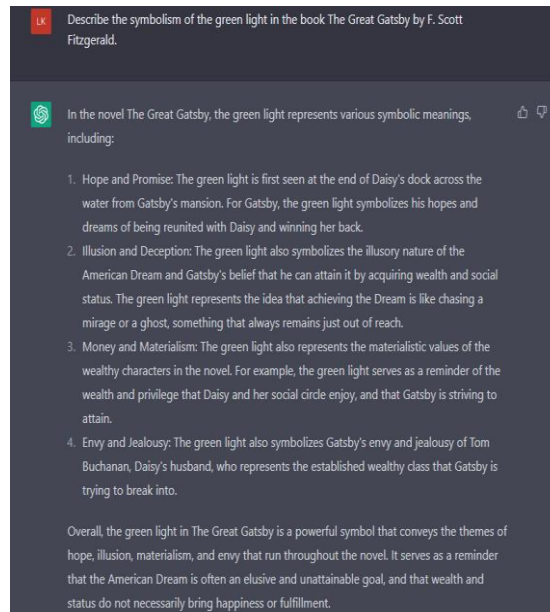 LK
Describe the symbolism of the green light in the book The Great Gatsby by F. Scott
Fitzgerald.
In the novel The Great Gatsby, the green light represents various symbolic meanings,
including:
1. Hope and Promise: The green light is first seen at the end of Daisy's dock across the
water from Gatsby's mansion. For Gatsby, the green light symbolizes his hopes and
dreams of being reunited with Daisy and winning her back.
2. Illusion and Deception: The green light also symbolizes the illusory nature of the
American Dream and Gatsby's belief that he can attain it by acquiring wealth and social
status. The green light represents the idea that achieving the Dream is like chasing a
mirage or a ghost, something that always remains just out of reach.
3. Money and Materialism: The green light also represents the materialistic values of the
wealthy characters in the novel. For example, the green light serves as a reminder of the
wealth and privilege that Daisy and her social circle enjoy, and that Gatsby is striving to
attain.
4. Envy and Jealousy: The green light also symbolizes Gatsby's envy and jealousy of Tom
Buchanan, Daisy's husband, who represents the established wealthy class that Gatsby is
trying to break into.
Overall, the green light in The Great Gatsby is a powerful symbol that conveys the themes of
hope, illusion, materialism, and envy that run throughout the novel. It serves as a reminder
that the American Dream is often an elusive and unattainable goal, and that wealth and
status do not necessarily bring happiness or fulfillment.